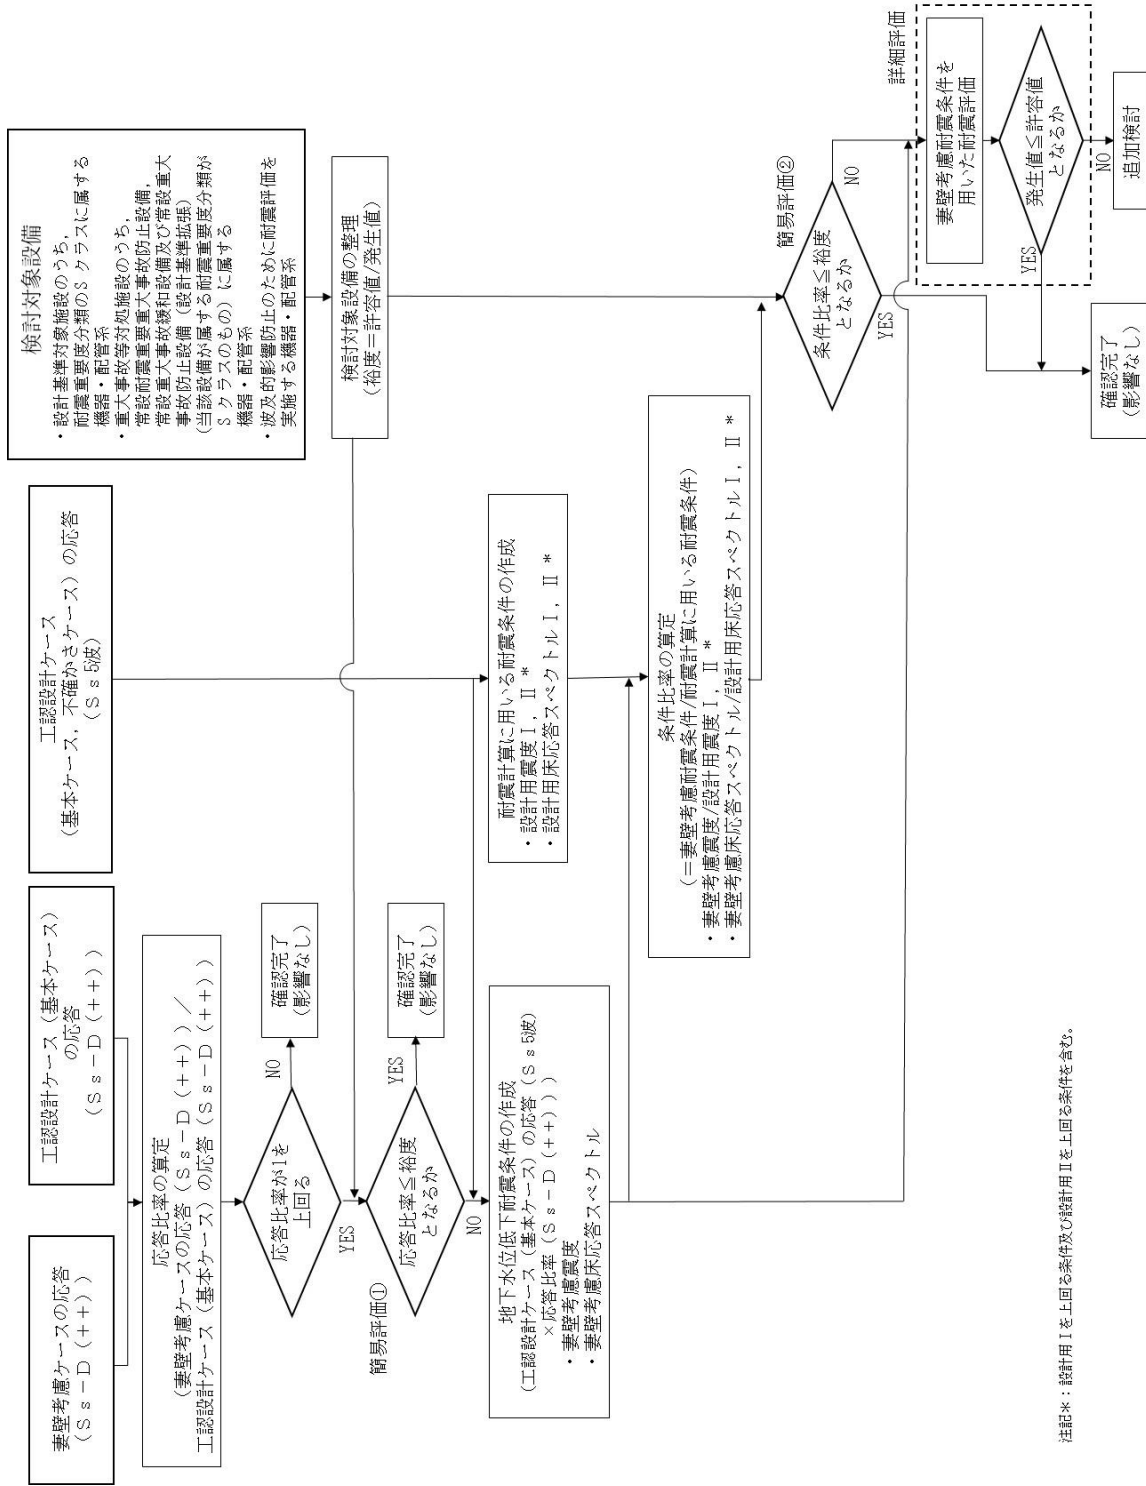 妻壁考慮ケースの応答
(Ｓｓ－Ｄ（＋＋）)
工認設計ケース（基本ケース）
の応答
(Ｓｓ－Ｄ（＋＋）)
工認設計ケース
(基本ケース，不確かさケース）の応答
(Ｓｓ5波)
検討対象設備
・設計基準対象施設のうち，
耐震重要度分類のＳクラスに属する
機器・配管系
・重大事故等対処施設のうち，
常設耐震重要重大事故防止設備，
常設重大事故緩和設備及び常設重大
事故防止設備（設計基準拡張）
(当該設備が属する耐震重要度分類が
Ｓクラスのもの）に属する
機器・配管系
・波及的影響防止のために耐震評価を
実施する機器・配管系
応答比率の算定
(妻壁考慮ケースの応答（Ｓｓ－Ｄ（＋＋））／
工認設計ケース（基本ケース）の応答（Ｓｓ－Ｄ（＋＋））)
応答比率が1を
上回る
NO
確認完了
(影響なし)
YES
検討対象設備の整理
(裕度＝許容値/発生値)
簡易評価①
応答比率≦裕度
となるか
YES
確認完了
(影響なし)
NO
地下水位低下耐震条件の作成
(工認設計ケース（基本ケース）の応答（Ｓｓ5波）
×応答比率（Ｓｓ－Ｄ（＋＋））)
・妻壁考慮震度
・妻壁考慮床応答スペクトル
耐震計算に用いる耐震条件の作成
・設計用震度Ⅰ，Ⅱ＊
・設計用床応答スペクトルⅠ，Ⅱ＊
条件比率の算定
(＝妻壁考慮耐震条件/耐震計算に用いる耐震条件)
・妻壁考慮震度/設計用震度Ⅰ，Ⅱ＊
・妻壁考慮床応答スペクトル/設計用床応答スペクトルⅠ，Ⅱ＊
簡易評価②
条件比率≦裕度
となるか
NO
YES
詳細評価
妻壁考慮耐震条件を
用いた耐震評価
発生値≦許容値
となるか
YES
NO
確認完了
(影響なし)
追加検討
注記＊：設計用Ⅰを上回る条件及び設計用Ⅱを上回る条件を含む。